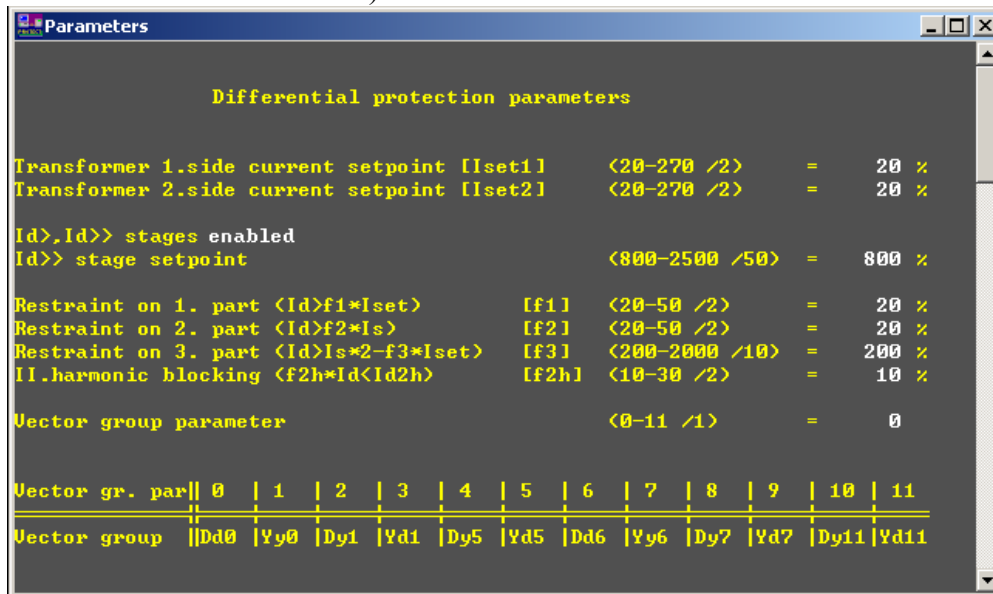 Parameters
Differential protection parameters
Transformer 1.side current setpoint [Iset1] (20-270 /2) = 20 %
Transformer 2.side current setpoint [Iset2] (20-270 /2) = 20 %
Id>,Id>> stages enabled
Id>> stage setpoint (800-2500 /50) = 800 %
Restraint on 1. part (Id>f1*Iset) [f1] (20-50 /2) = 20 %
Restraint on 2. part (Id>f2*Is) [f2] (20-50 /2) = 20 %
Restraint on 3. part (Id>Is*2-f3*Iset) [f3] (200-2000 /10) = 200 %
II.harmonic blocking (f2h*Id<Id2h) [f2h] (10-30 /2) = 10 %
Vector group parameter (0-11 /1) = 0
Vector gr. par|| 0 | 1 | 2 | 3 | 4 | 5 | 6 | 7 | 8 | 9 | 10 | 11
Vector group ||Dd0 |Yy0 |Dy1 |Yd1 |Dy5 |Yd5 |Dd6 |Yy6 |Dy7 |Yd7 |Dy11|Yd11